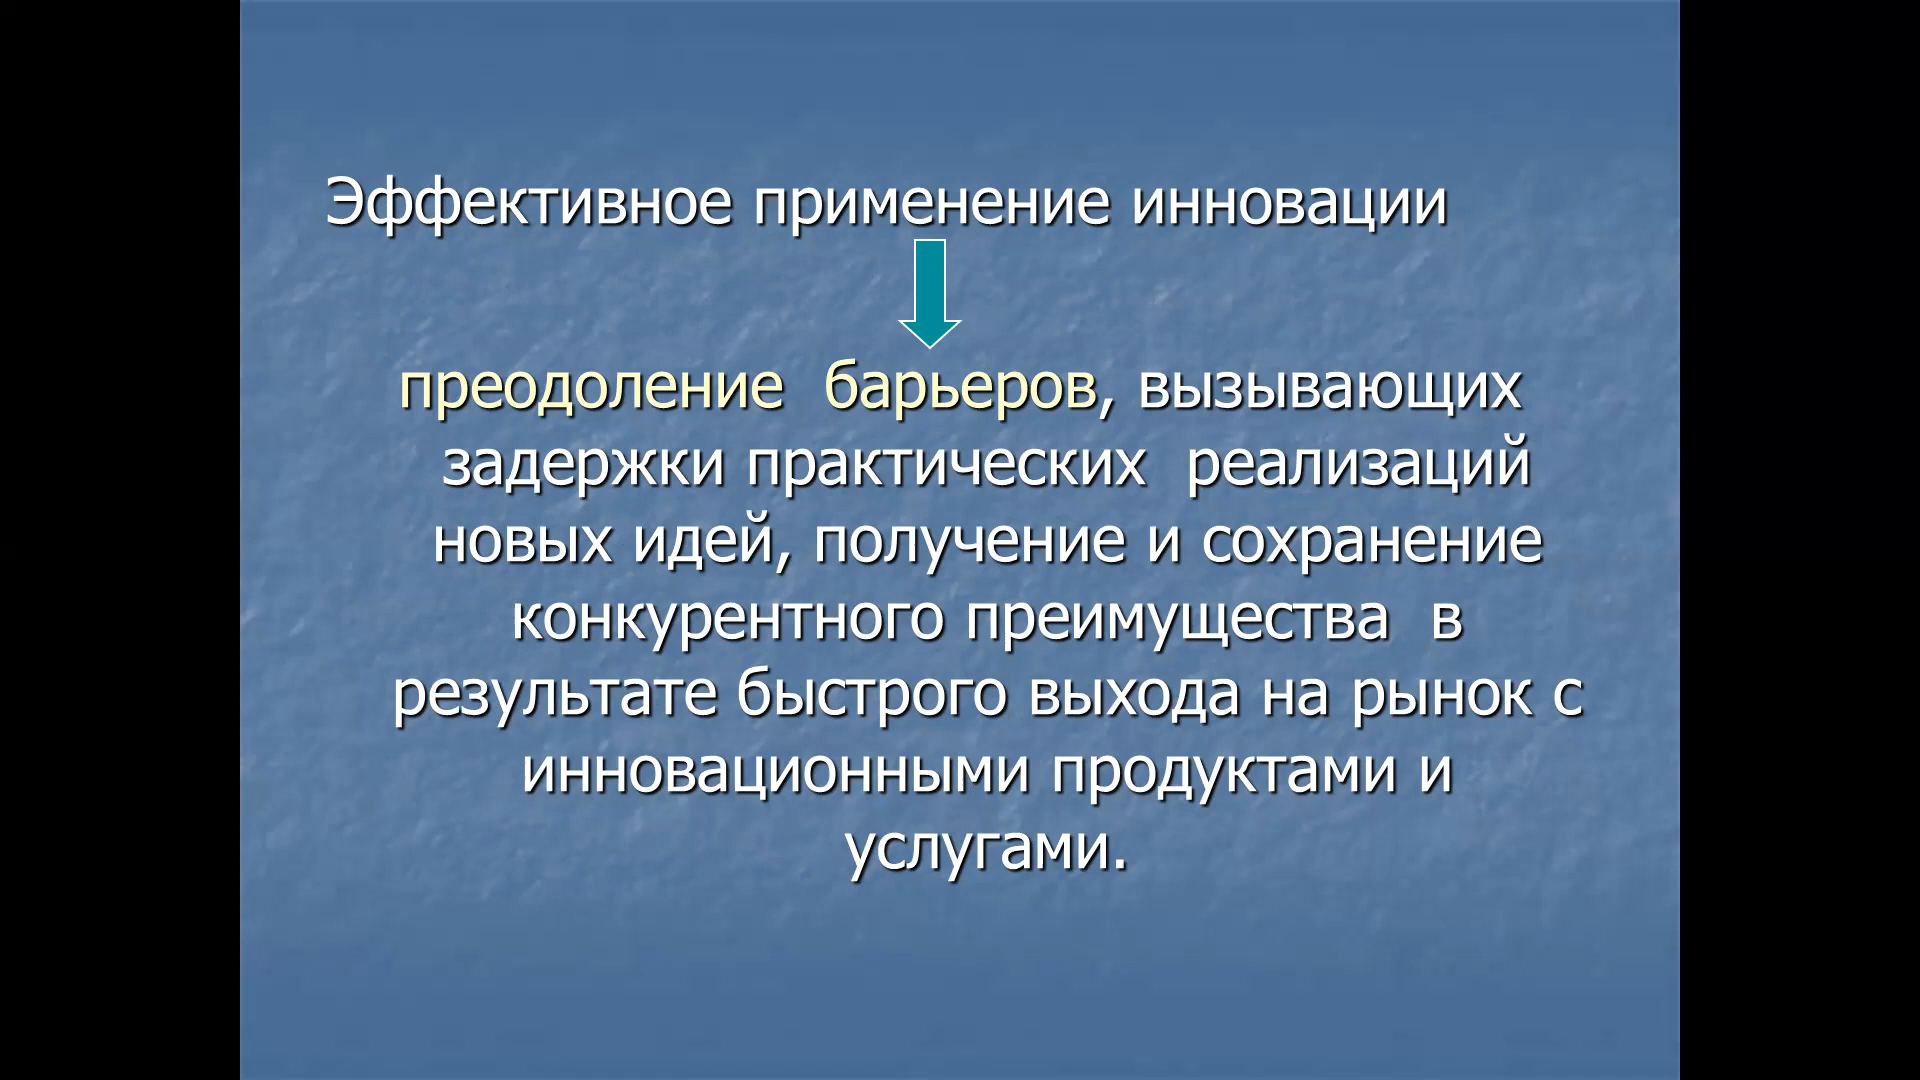 Эффективное применение инновации
преодоление барьеров, вызывающих
задержки практических реализаций
новых идей, получение и сохранение
конкурентного преимущества в
результате быстрого выхода на рынок с
инновационными продуктами и
услугами.